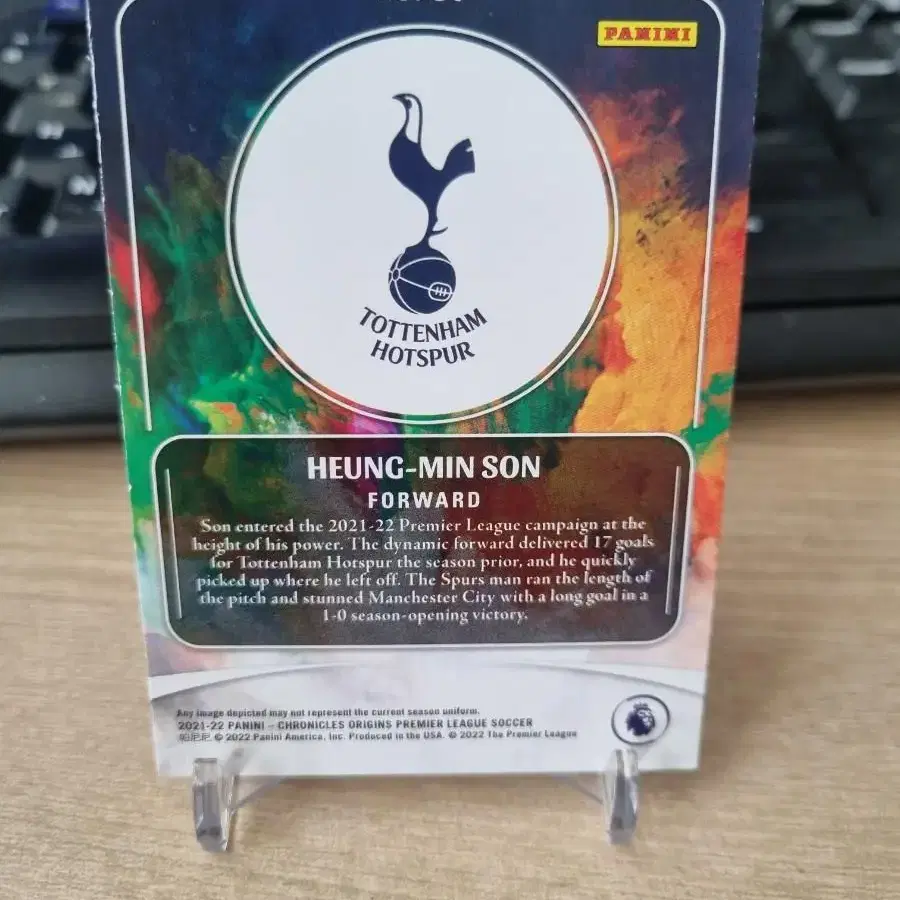 PANINI
TOTTENHAM
HOTSPUR
HEUNG-MIN SON
FORWARD
Son entered the 2021-22 Premier League campaign at the
height of his power. The dynamic forward delivered 17 goals
for Tottenham Hotspur the season prior, and he quickly
picked up where he left off. The Spurs man ran the length of
the pitch and stunned Manchester City with a long goal in a
1-0 season-opening victory.
Any image depicted may not represent the current season uniform.
2021-22 PANINI – CHRONICLES ORIGINS PREMIER LEAGUE SOCCER
帕尼尼 © 2022 Panini America, Inc. Produced in the USA. © 2022 The Premier League